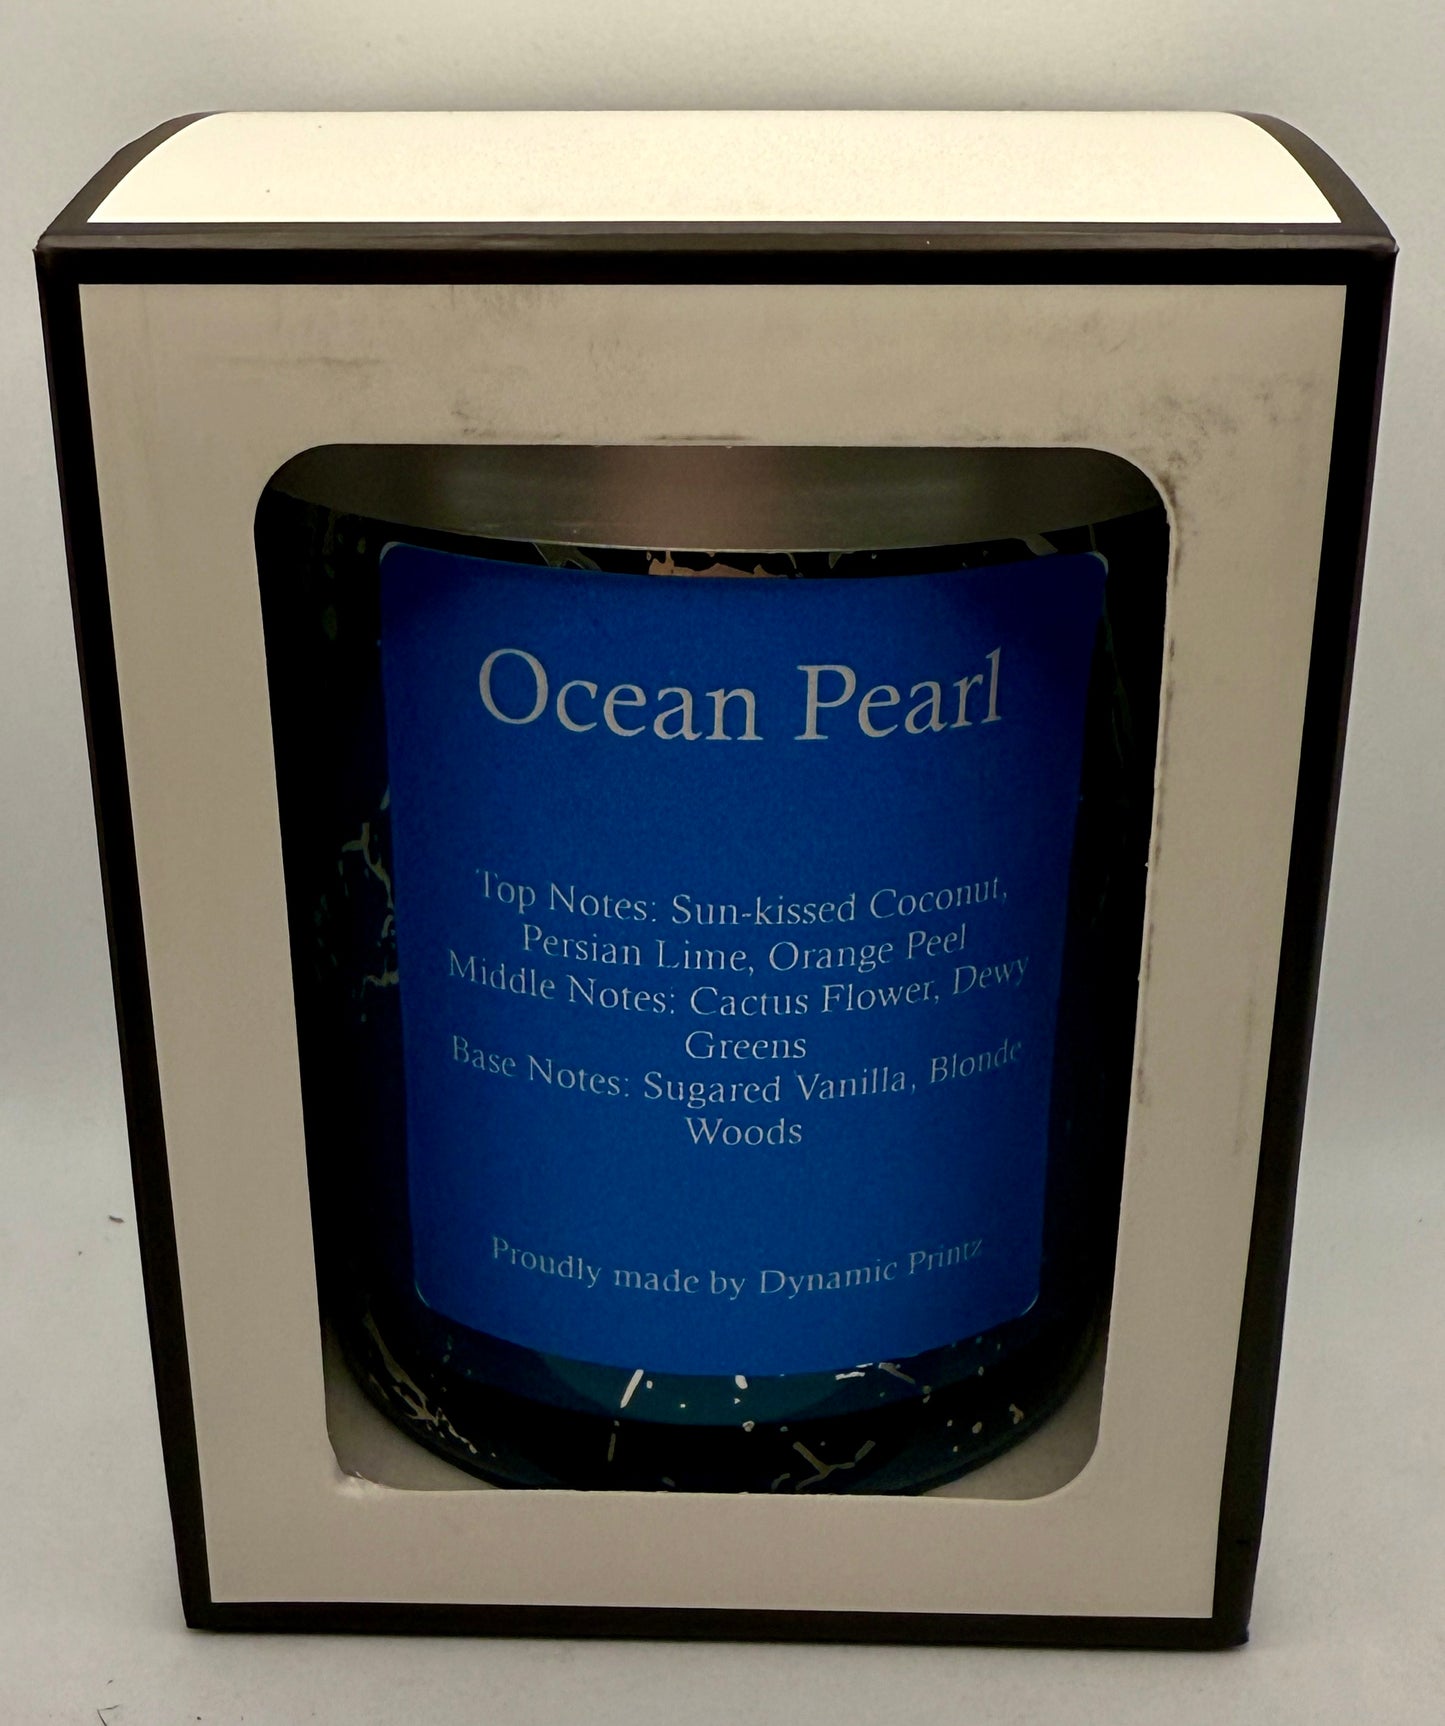 Ocean Pearl
Top Notes: Sun-kissed Coconut,
Persian Lime, Orange Peel
Middle Notes: Cactus Flower, Dewy
Greens
Base Notes: Sugared Vanilla, Blonde
Woods
Proudly made by Dynamic Printz